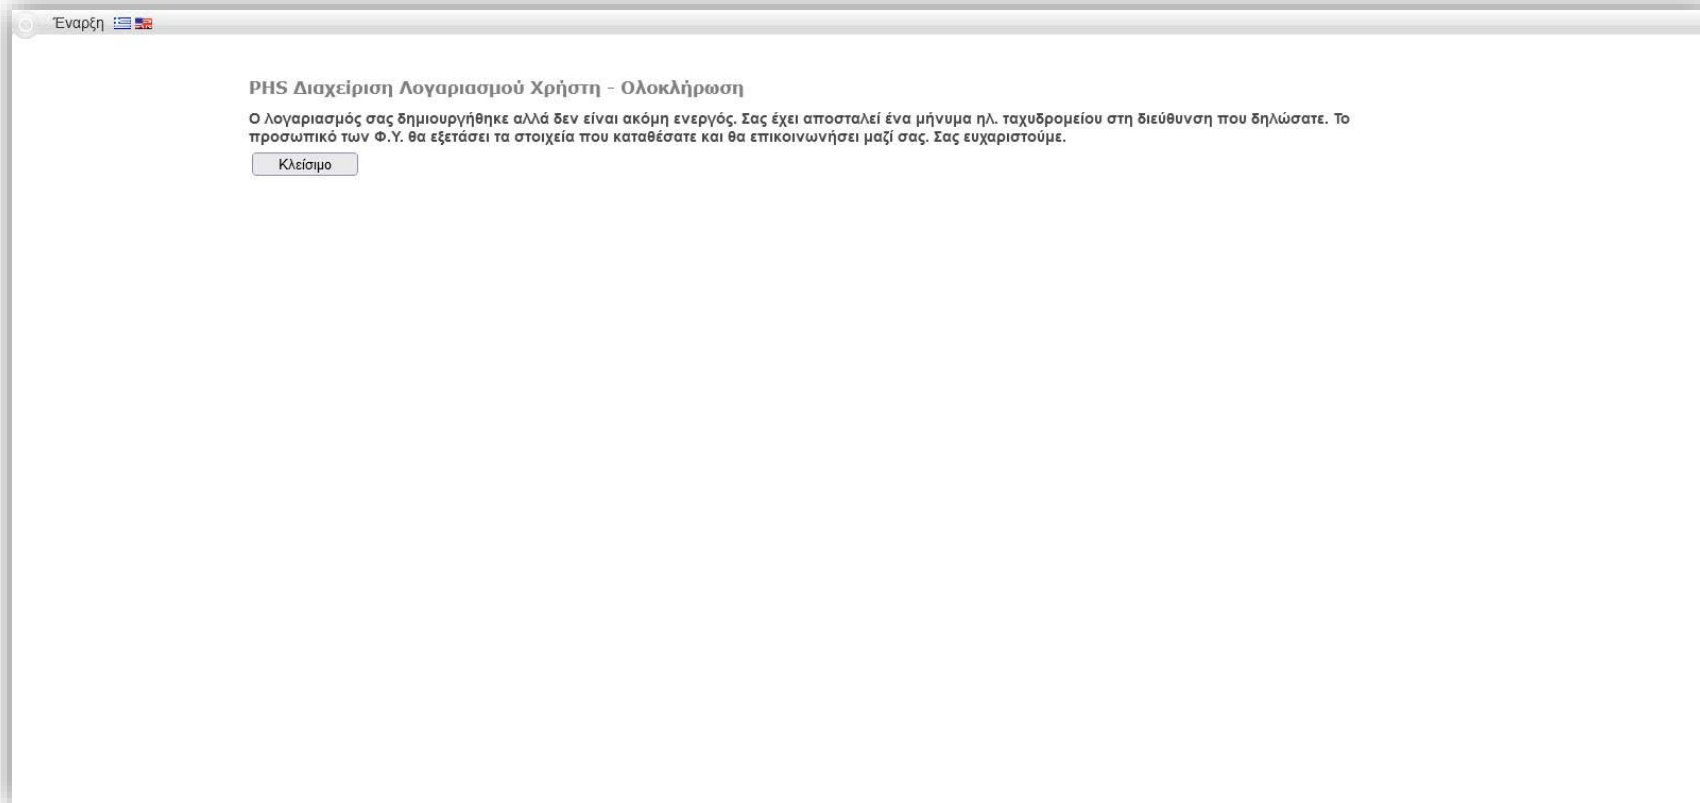 Έναρξη
PHS Διαχείριση Λογαριασμού Χρήστη - Ολοκλήρωση
Ο λογαριασμός σας δημιουργήθηκε αλλά δεν είναι ακόμη ενεργός. Σας έχει αποσταλεί ένα μήνυμα ηλ. ταχυδρομείου στη διεύθυνση που δηλώσατε. Το
προσωπικό των Φ.Υ. θα εξετάσει τα στοιχεία που καταθέσατε και θα επικοινωνήσει μαζί σας. Σας ευχαριστούμε.
Κλείσιμο